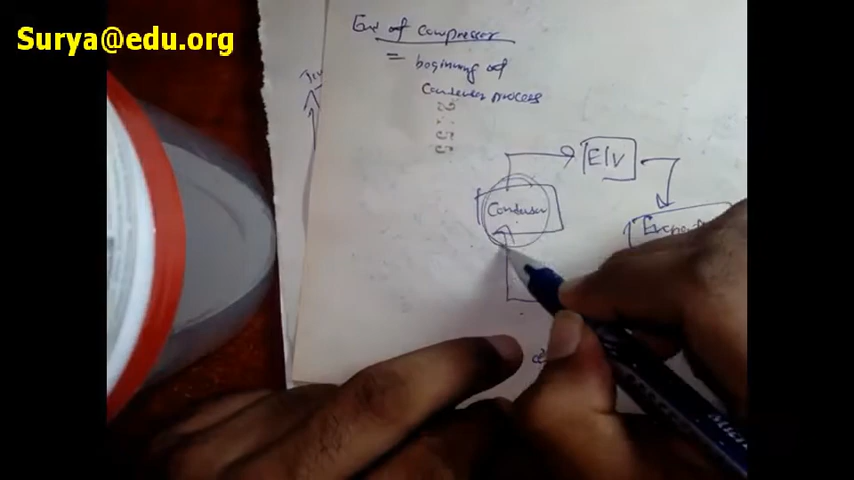 Surya@edu.org
End of compressor
= beginning of
Condenser process
E/V
Condenser